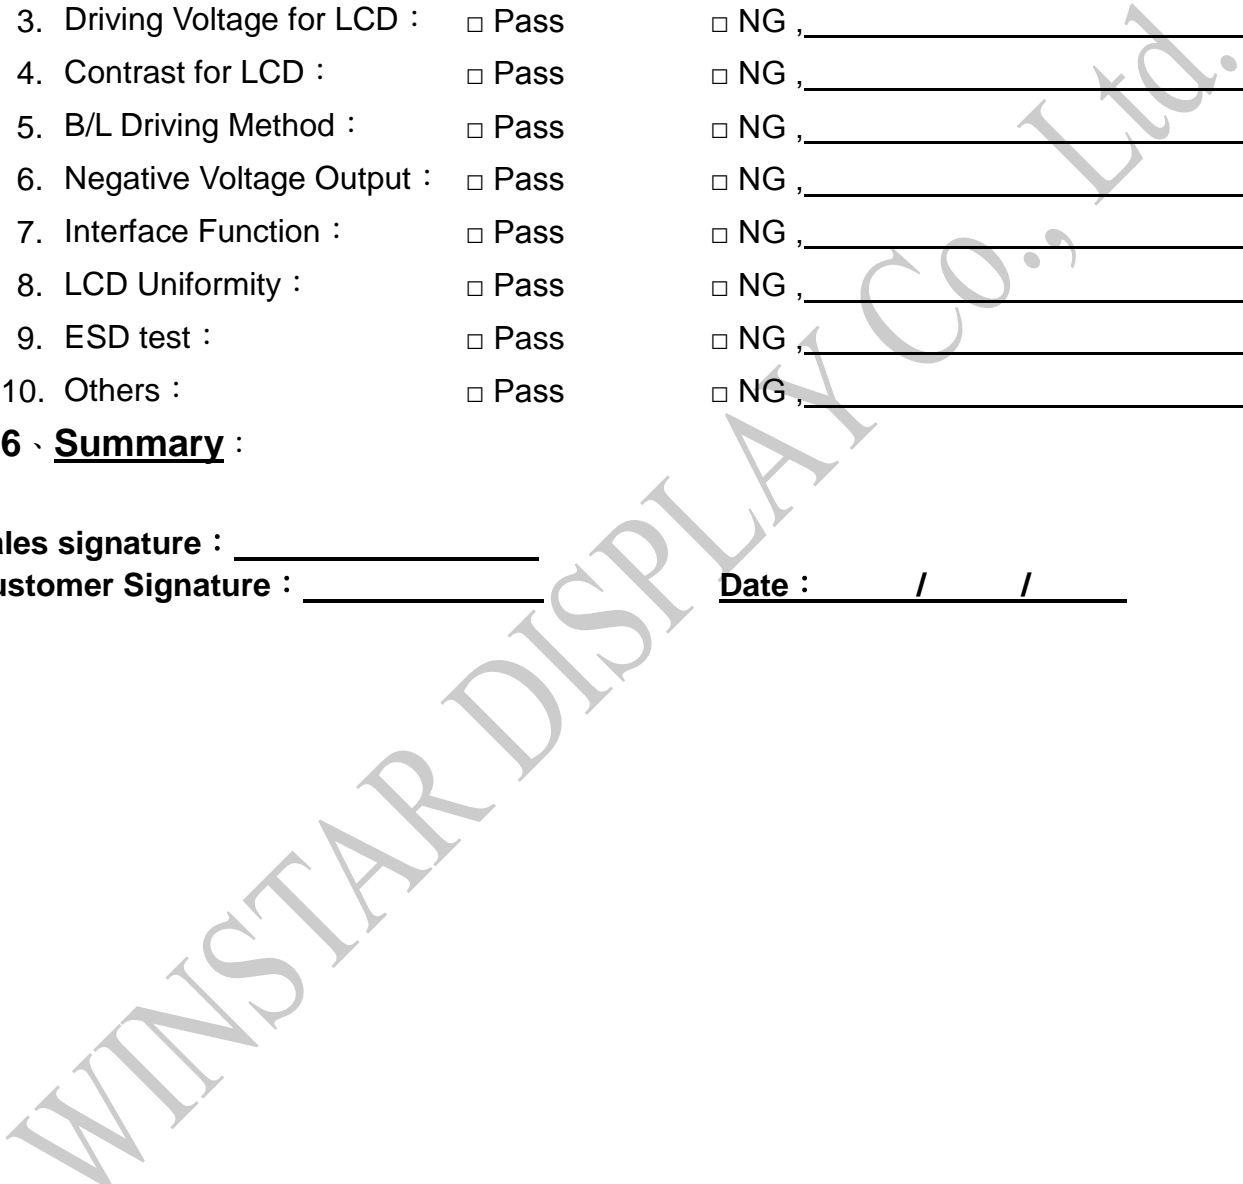 3. Driving Voltage for LCD： □ Pass □ NG ,
4. Contrast for LCD： □ Pass □ NG ,
5. B/L Driving Method： □ Pass □ NG ,
6. Negative Voltage Output： □ Pass □ NG ,
7. Interface Function： □ Pass □ NG ,
8. LCD Uniformity： □ Pass □ NG ,
9. ESD test： □ Pass □ NG ,
10. Others： □ Pass □ NG ,
6、Summary：
ales signature：
ustomer Signature： Date： / /
WINSTAR DISPLAY Co., Ltd.